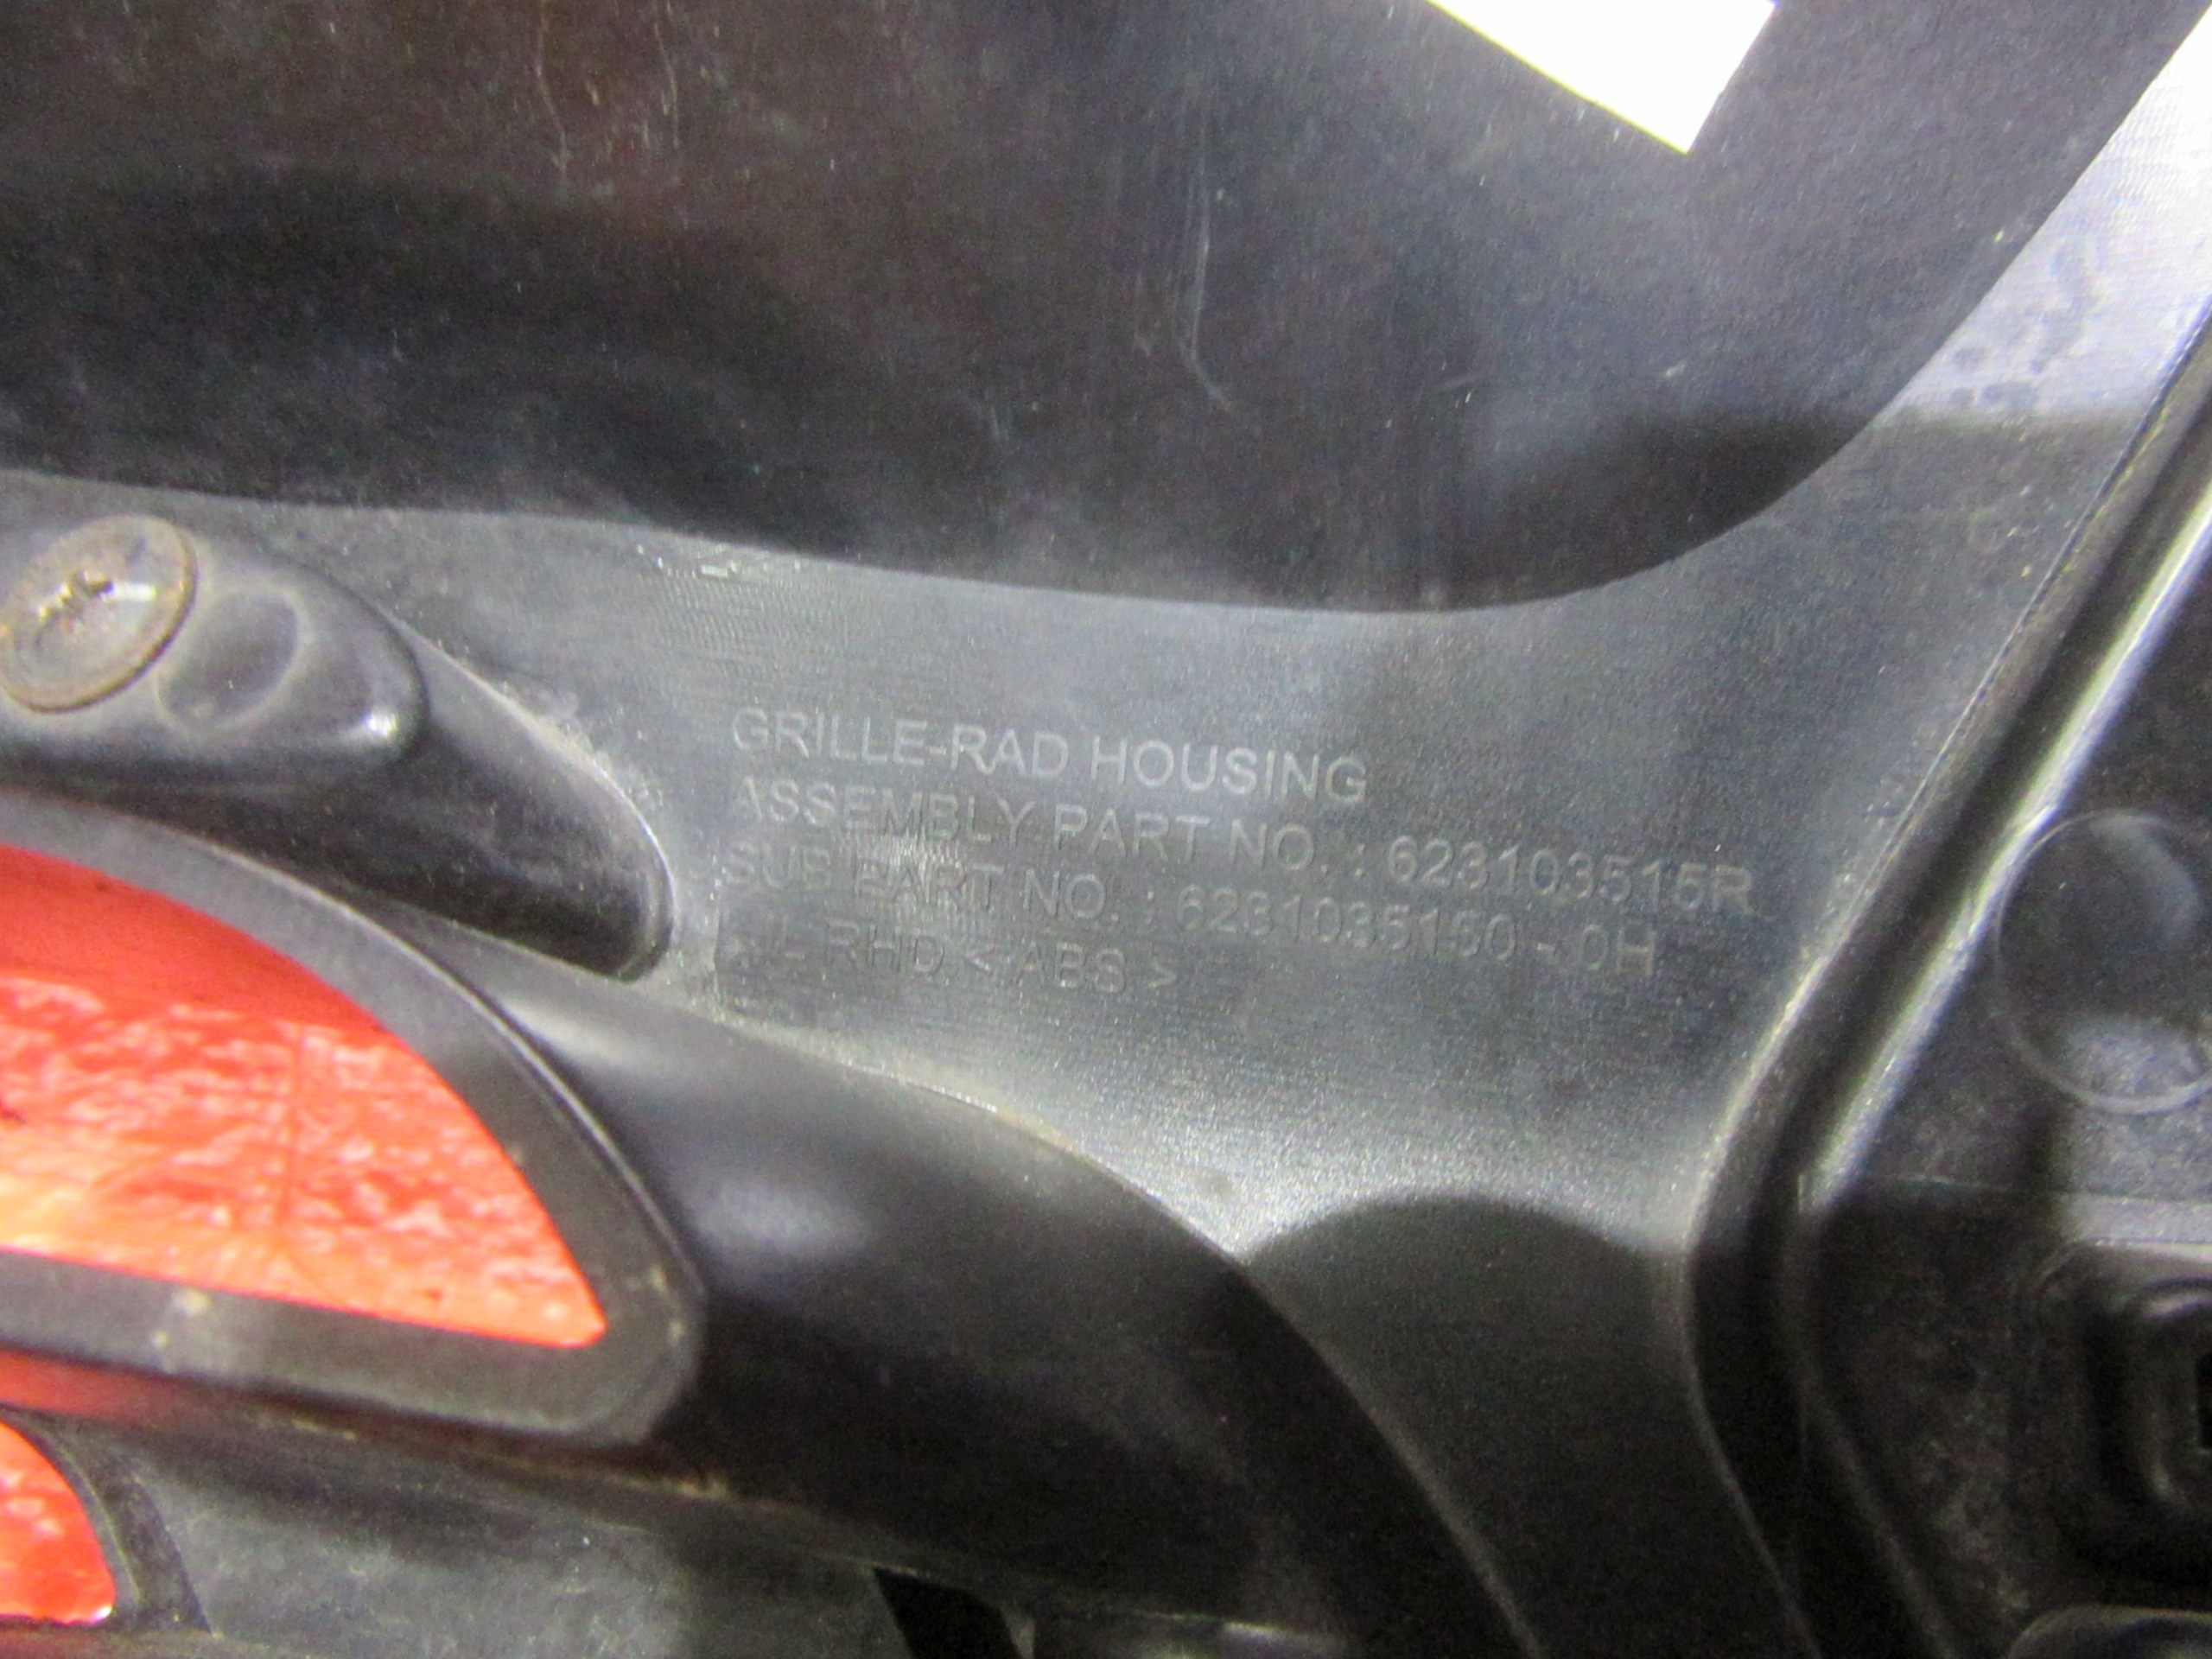 GRILLE-RAD HOUSING
ASSEMBLY PART NO. : 623103515R
SUB PART NO. : 6231035150 - 0H
RHD < ABS >